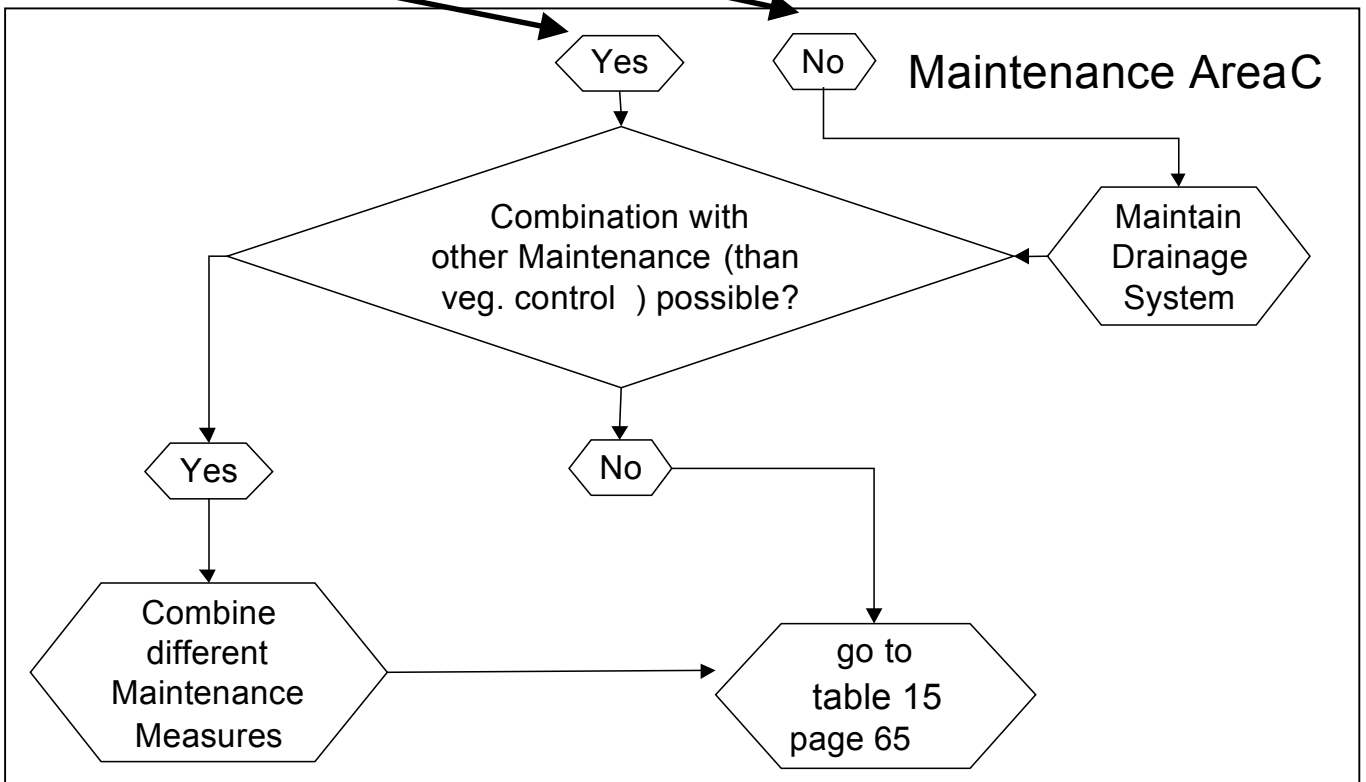 Yes
No
Maintenance AreaC
Combination with
other Maintenance (than
veg. control  ) possible?
Maintain
Drainage
System
Yes
No
Combine
different
Maintenance
Measures
go to
table 15
page 65